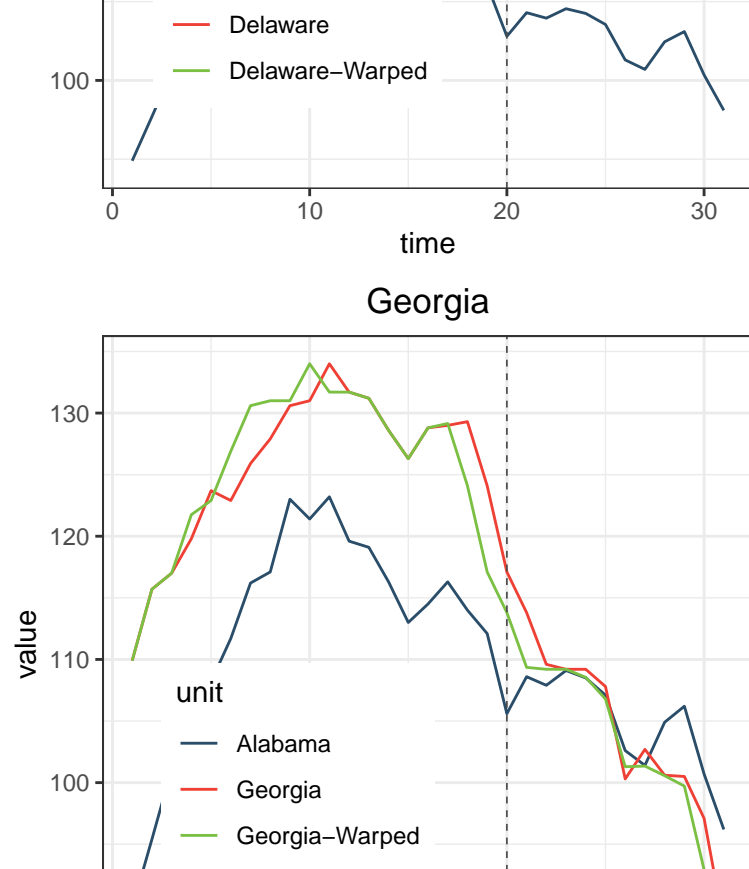 Delaware
Delaware−Warped
100
0 10 20 30
time
Georgia
130
120
110
100
value
unit
Alabama
Georgia
Georgia−Warped